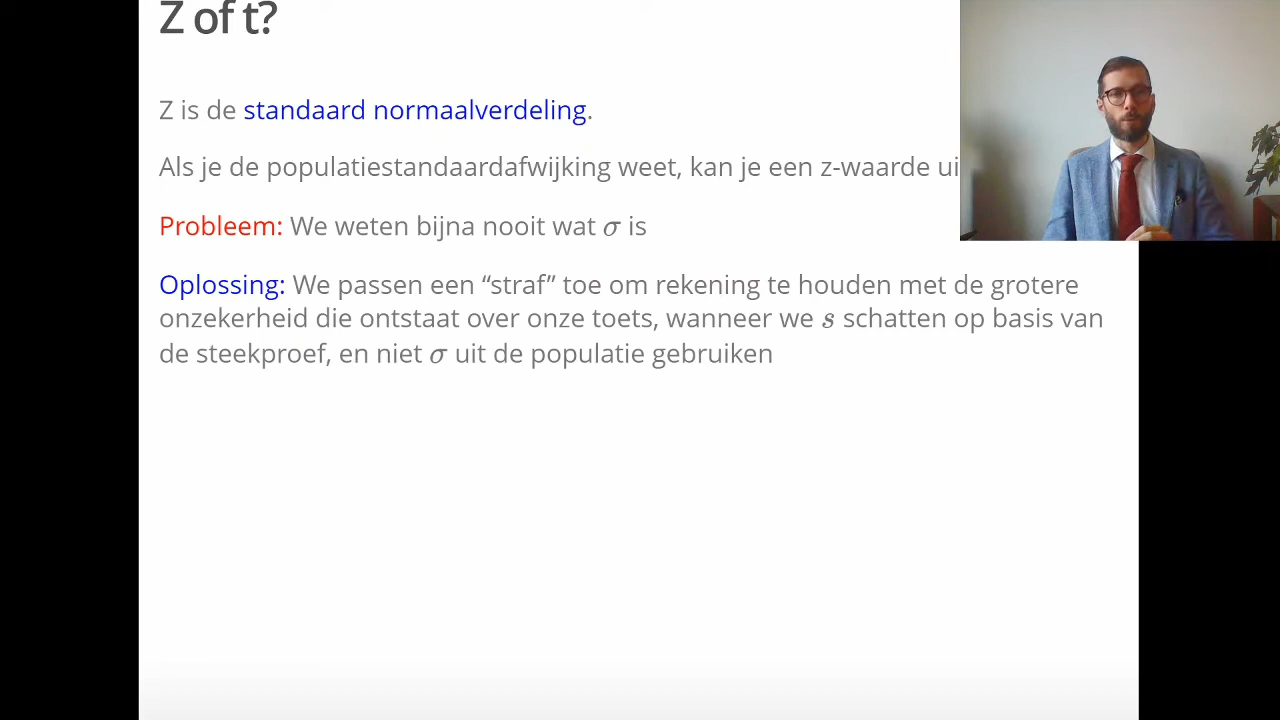 Z of t?
Z is de standaard normaalverdeling.
Als je de populatiestandaardafwijking weet, kan je een z-waarde
Probleem: We weten bijna nooit wat σ is
Oplossing: We passen een “straf” toe om rekening te houden met de grotere
onzekerheid die ontstaat over onze toets, wanneer we s schatten op basis van
de steekproef, en niet σ uit de populatie gebruiken